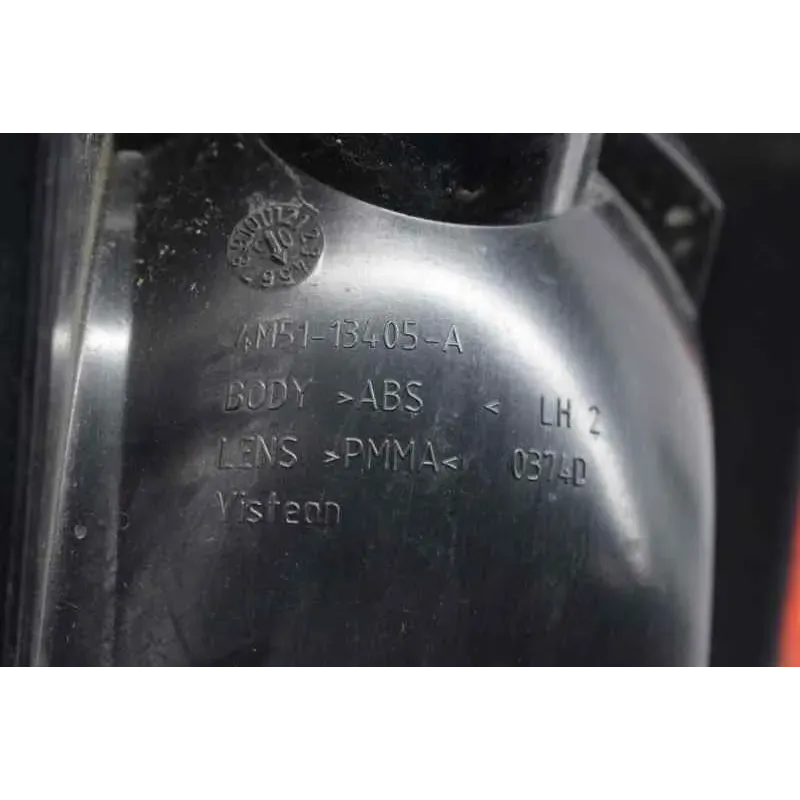 4M51-13405-A
BODY >ABS < LH 2
LENS >PMMA< 0374D
Visteon